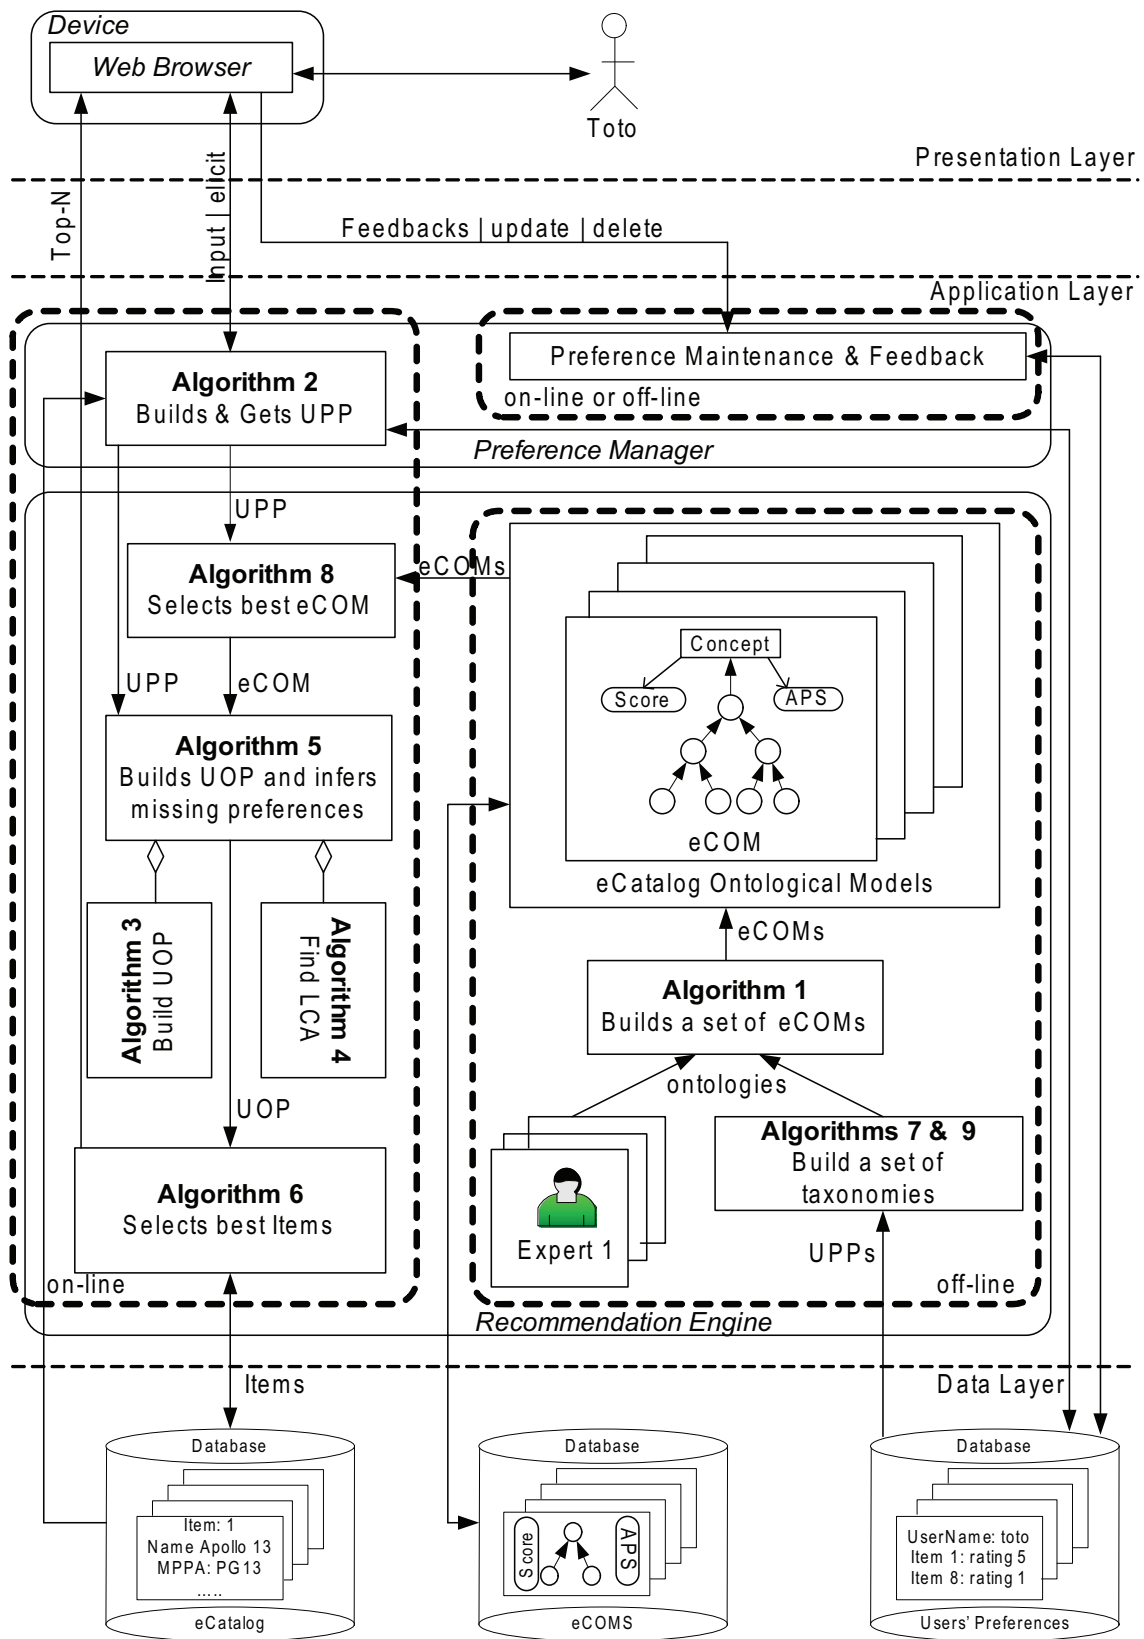 Device
Web Browser
Toto
Presentation Layer
Top-N
Input | elicit
Feedbacks | update | delete
Application Layer
Algorithm 2
Builds & Gets UPP
Preference Maintenance & Feedback
on-line or off-line
Preference Manager
UPP
Algorithm 8
Selects best eCOM
eCOMs
UPP
eCOM
Algorithm 5
Builds UOP and infers
missing preferences
Algorithm 3
Build UOP
Algorithm 4
Find LCA
UOP
Algorithm 6
Selects best Items
on-line
Concept
Score
APS
eCOM
eCatalog Ontological Models
eCOMs
Algorithm 1
Builds a set of eCOMs
ontologies
Expert 1
Algorithms 7 & 9
Build a set of
taxonomies
UPPs
off-line
Recommendation Engine
Items
Data Layer
Database
Item: 1
Name Apollo 13
MPPA: PG13
.....
eCatalog
Database
Score
APS
eCOMS
Database
UserName: toto
Item 1: rating 5
Item 8: rating 1
Users' Preferences